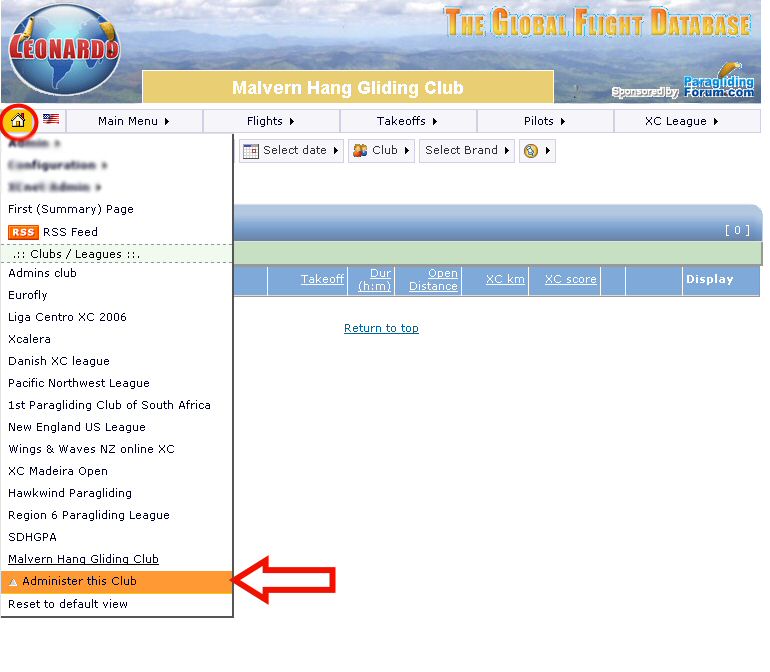 LEONARDO
THE GLOBAL FLIGHT DATABASE
Malvern Hang Gliding Club
Sponsored by
Paragliding
Forum.com
Main Menu
Flights
Takeoffs
Pilots
XC League
Admin
Configuration
XCnet Admin
Select date
Club
Select Brand
First (Summary) Page
RSS RSS Feed
[ 0 ]
.:: Clubs / Leagues ::.
Takeoff
Dur
(h:m)
Open
Distance
XC km
XC score
Display
Return to top
Admins club
Eurofly
Liga Centro XC 2006
Xcalera
Danish XC league
Pacific Northwest League
1st Paragliding Club of South Africa
New England US League
Wings & Waves NZ online XC
XC Madeira Open
Hawkwind Paragliding
Region 6 Paragliding League
SDHGPA
Malvern Hang Gliding Club
Administer this Club
Reset to default view